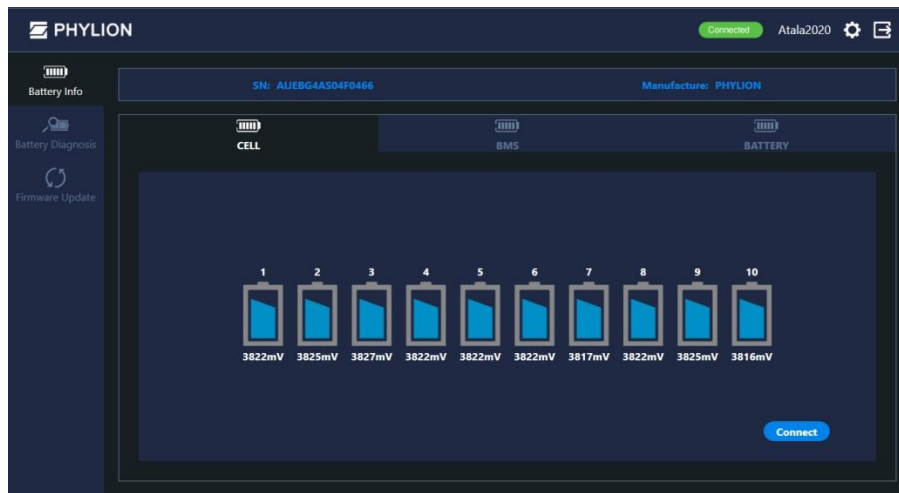 PHYLION
Connected Atala2020
Battery Info
SN: AIJEBG4AS04F0466 Manufacture: PHYLION
Battery Diagnosis
CELL BMS BATTERY
Firmware Update
1 2 3 4 5 6 7 8 9 10
3822mV 3825mV 3827mV 3822mV 3822mV 3822mV 3817mV 3822mV 3825mV 3816mV
Connect